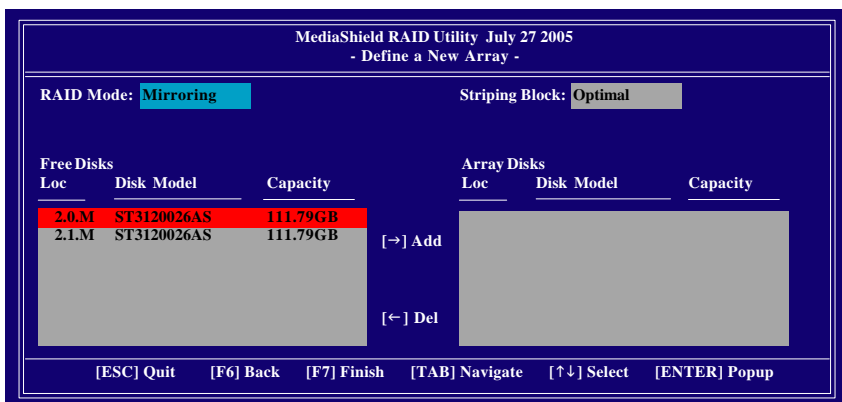 MediaShield RAID Utility July 27 2005
- Define a New Array -
RAID Mode: Mirroring Striping Block: Optimal
Free Disks Array Disks
Loc Disk Model Capacity Loc Disk Model Capacity
2.0.M ST3120026AS 111.79GB
2.1.M ST3120026AS 111.79GB
[→] Add
[←] Del
[ESC] Quit [F6] Back [F7] Finish [TAB] Navigate [↑↓] Select [ENTER] Popup